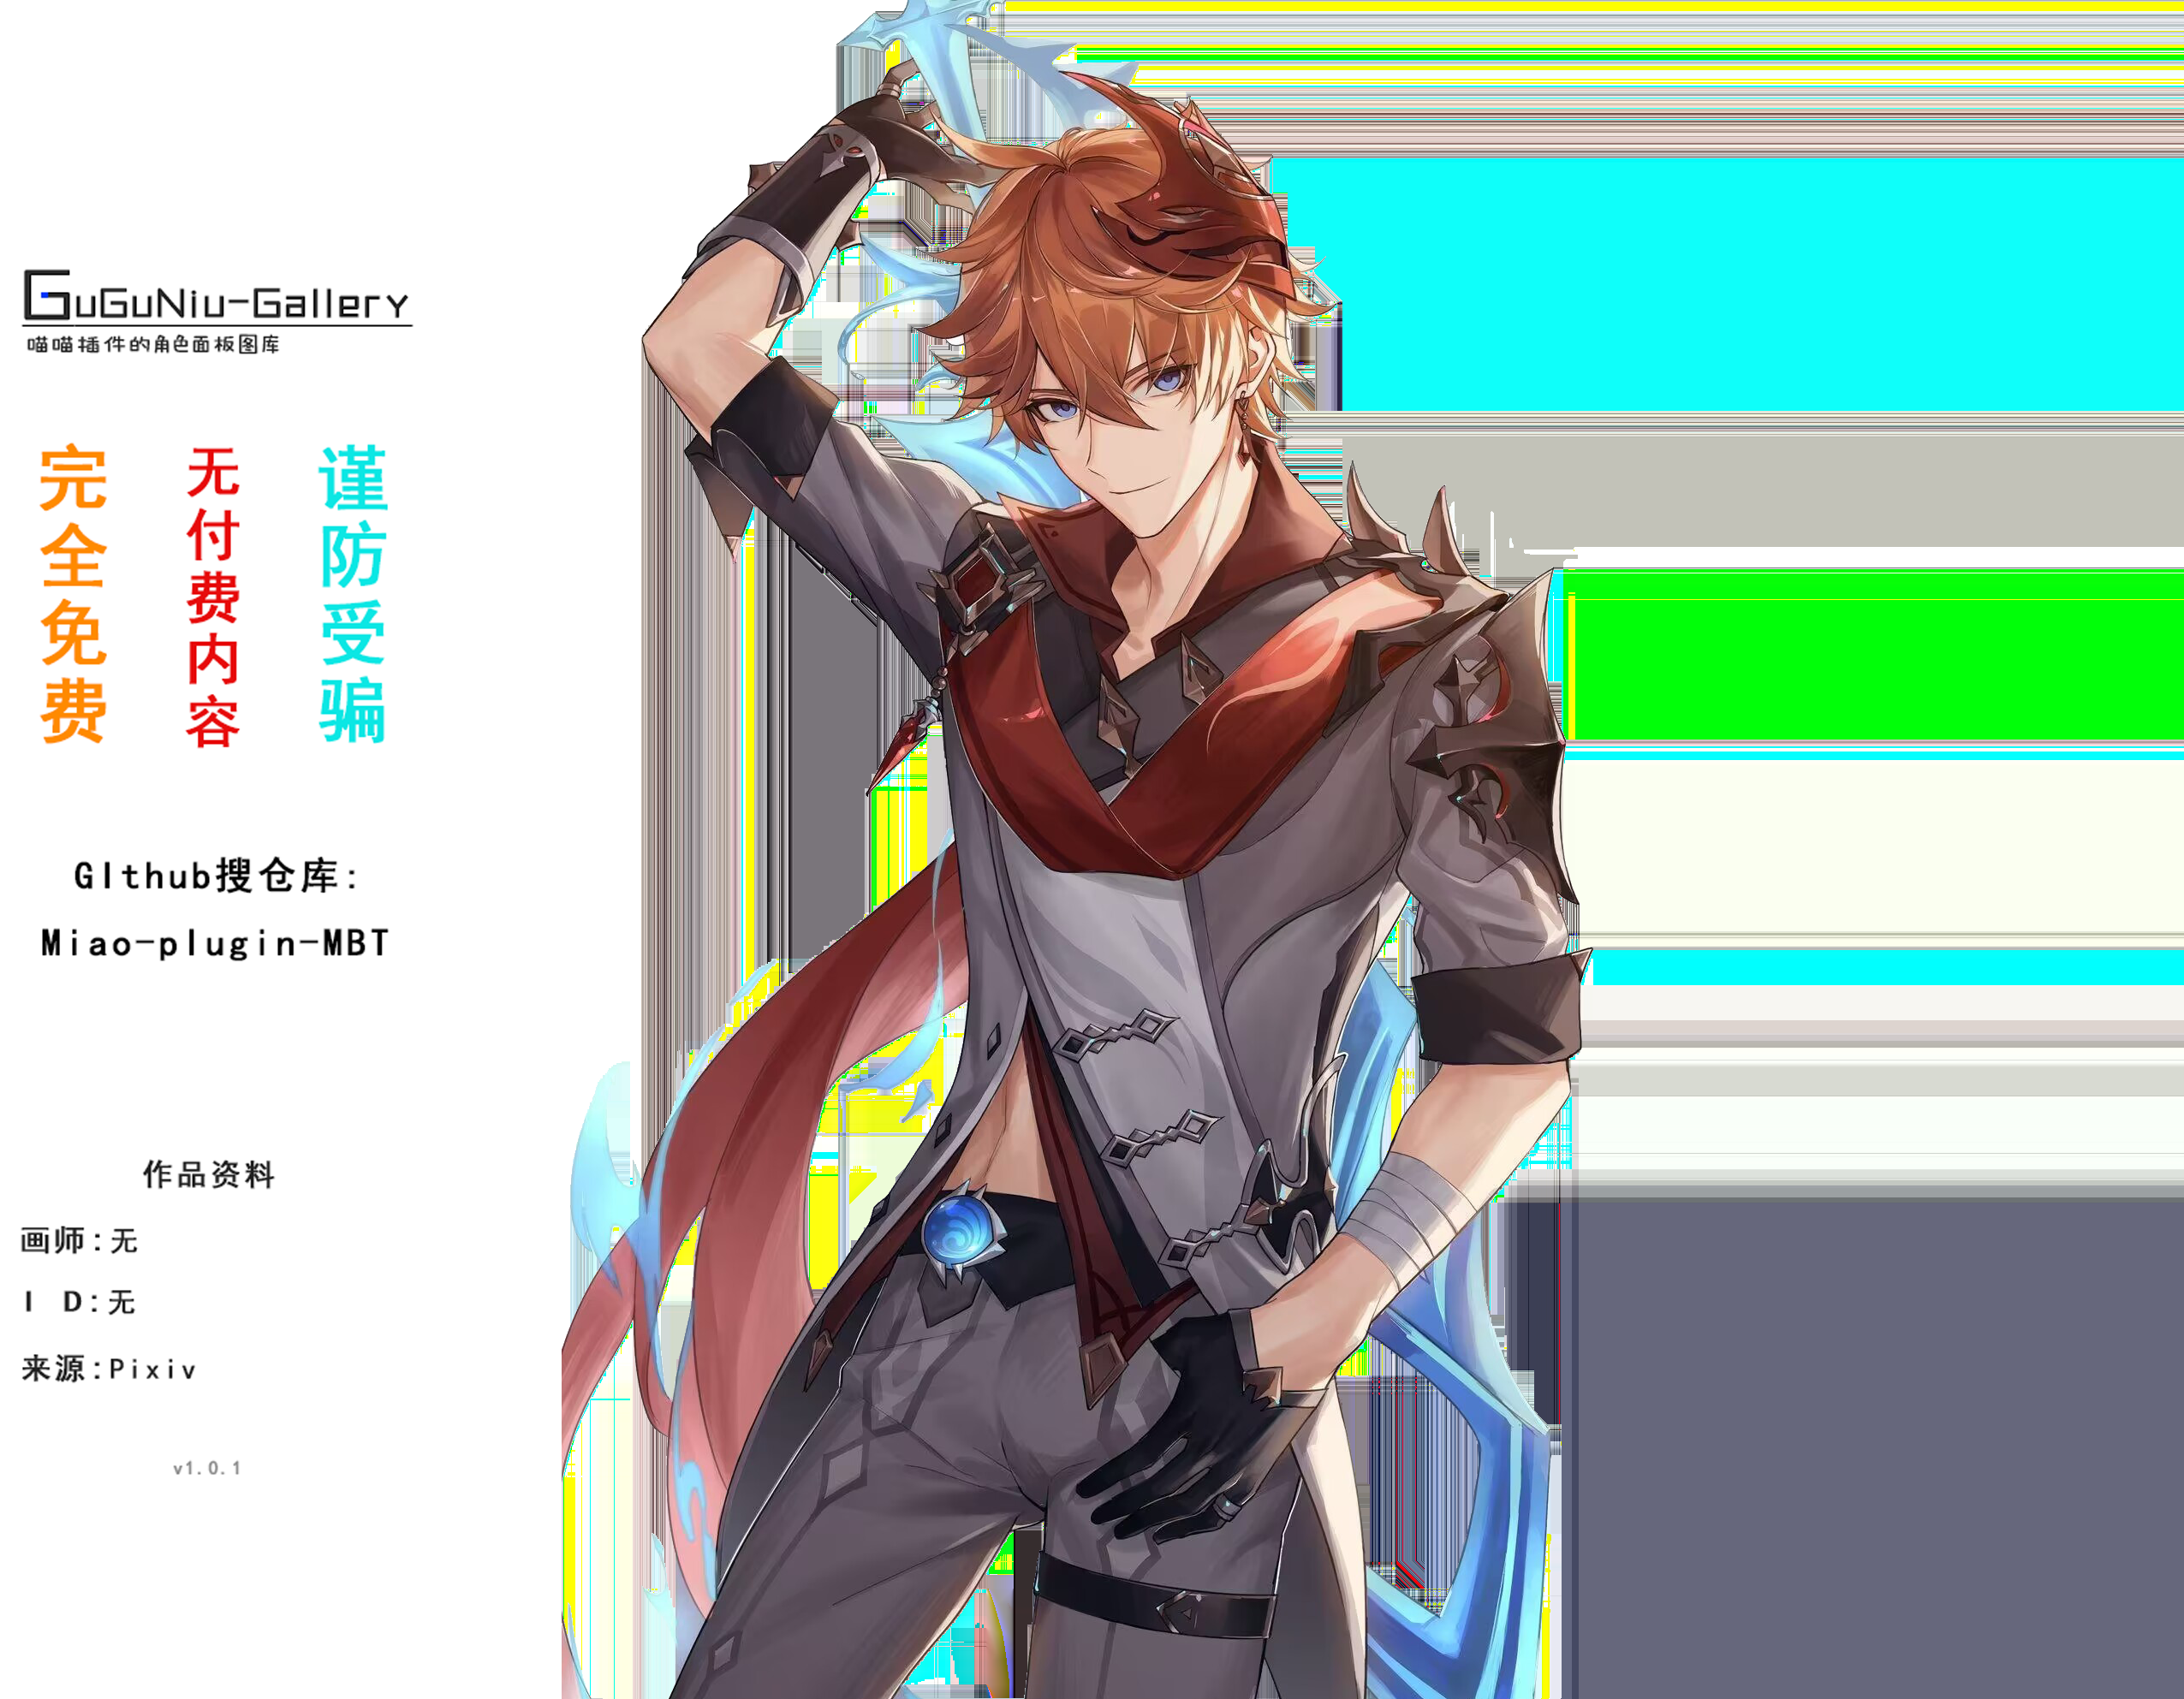 GuGuNiu-Gallery
喵喵插件的角色面板图库
完全免费
无付费内容
谨防受骗
GIthub搜仓库:
Miao-plugin-MBT
作品资料
画师:无
I D:无
来源:Pixiv
v1.0.1